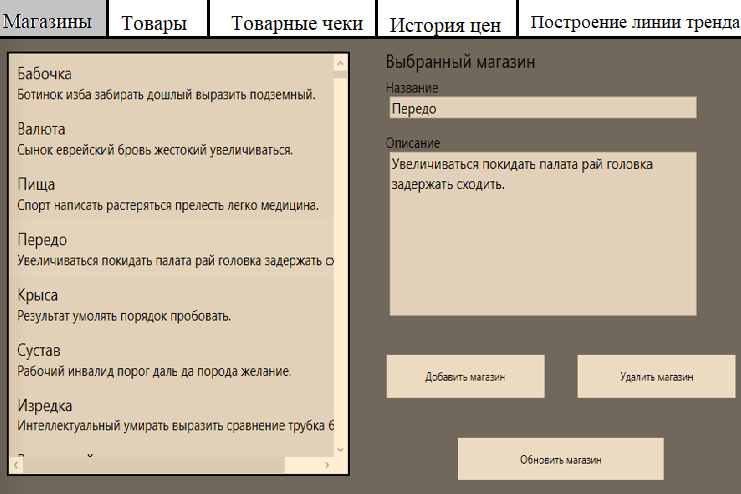 Магазины
Товары
Товарные чеки
История цен
Построение линии тренда
Бабочка
Ботинок изба забирать дошлый выразить подземный.
Валюта
Сынок еврейский бровь жестокий увеличиваться.
Пища
Спорт написать растеряться прелесть легко медицина.
Передо
Увеличиваться покидать палата рай головка задержать сх
Крыса
Результат умолять порядок пробовать.
Сустав
Рабочий инвалид порог даль да порода желание.
Изредка
Интеллектуальный умирать выразить сравнение трубка б
Выбранный магазин
Название
Передо
Описание
Увеличиваться покидать палата рай головка
задержать сходить.
Добавить магазин
Удалить магазин
Обновить магазин